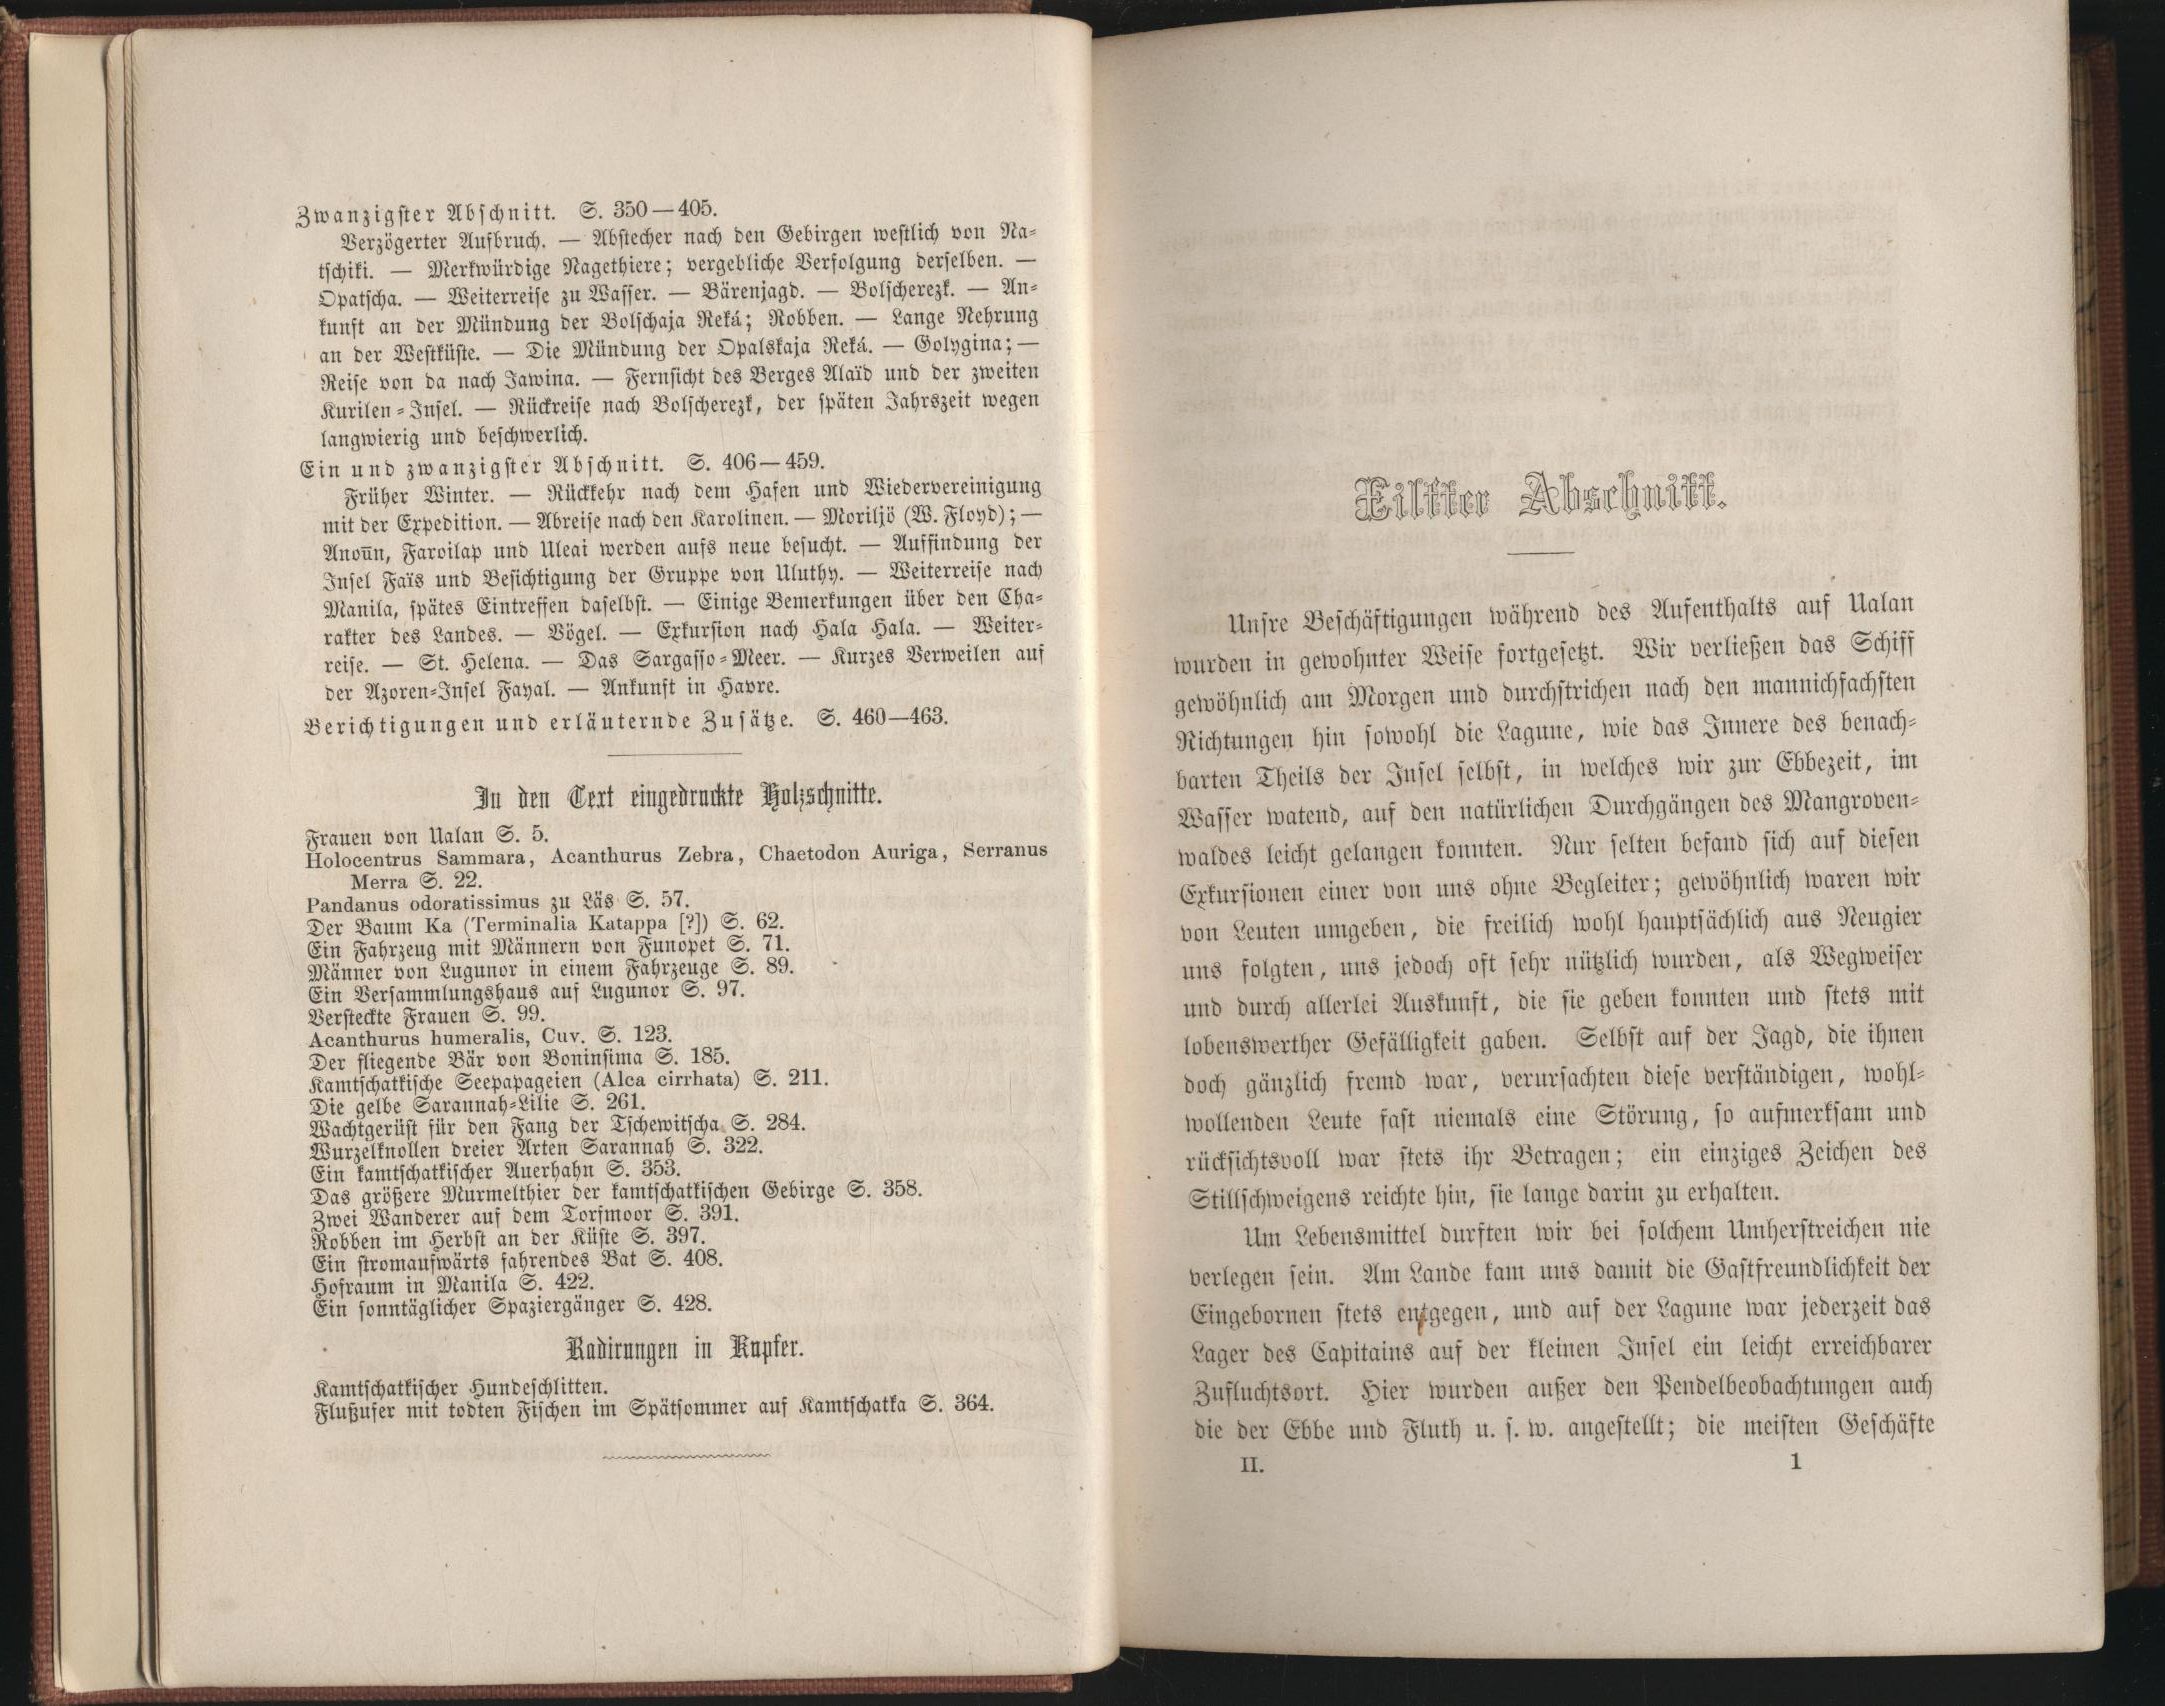 Zwanzigster Abschnitt. S. 350—405.
Verzögerter Aufbruch. — Abstecher nach den Gebirgen westlich von Na-
tschiki. — Merkwürdige Nagethiere; vergebliche Verfolgung derselben. —
Opatscha. — Weiterreise zu Wasser. — Bärenjagd. — Bolscherezk. — An-
kunft an der Mündung der Bolschaja Reká; Robben. — Lange Nehrung
an der Westküste. — Die Mündung der Opalskaja Reká. — Golygina; —
Reise von da nach Jawina. — Fernsicht des Berges Alaïd und der zweiten
Kurilen-Insel. — Rückreise nach Bolscherezk, der späten Jahrszeit wegen
langwierig und beschwerlich.
Ein und zwanzigster Abschnitt. S. 406—459.
Früher Winter. — Rückkehr nach dem Hafen und Wiedervereinigung
mit der Expedition. — Abreise nach den Karolinen. — Moriljö (W. Floyd); —
Faroilap und Uleai werden aufs neue besucht. — Auffindung der
Insel Faïs und Besichtigung der Gruppe von Uluthy. — Weiterreise nach
Manila, spätes Eintreffen daselbst. — Einige Bemerkungen über den Cha-
rakter des Landes. — Vögel. — Exkursion nach Hala Hala. — Weiter-
reise. — St. Helena. — Das Sargasso-Meer. — Kurzes Verweilen auf
der Azoren-Insel Fayal. — Ankunft in Havre.
Berichtigungen und erläuternde Zusätze. S. 460—463.
In den Text eingedruckte Holzschnitte.
Frauen von Ualan S. 5.
Holocentrus Sammara, Acanthurus Zebra, Chaetodon Auriga, Serranus
Merra S. 22.
Pandanus odoratissimus zu Läs S. 57.
Der Baum Ka (Terminalia Katappa [?]) S. 62.
Ein Fahrzeug mit Männern von Funopet S. 71.
Männer von Lugunor in einem Fahrzeuge S. 89.
Ein Versammlungshaus auf Lugunor S. 97.
Versteckte Frauen S. 99.
Acanthurus humeralis, Cuv. S. 123.
Der fliegende Bär von Boninsima S. 185.
Kamtschatkische Seepapageien (Alca cirrhata) S. 211.
Die gelbe Sarannah-Lilie S. 261.
Wachtgerüst für den Fang der Tschewitscha S. 284.
Wurzelknollen dreier Arten Sarannah S. 322.
Ein kamtschatkischer Auerhahn S. 353.
Das größere Murmelthier der kamtschatkischen Gebirge S. 358.
Zwei Wanderer auf dem Torfmoor S. 391.
Robben im Herbst an der Küste S. 397.
Ein stromaufwärts fahrendes Bat S. 408.
Hofraum in Manila S. 422.
Ein sonntäglicher Spaziergänger S. 428.
Radirungen in Kupfer.
Kamtschatkischer Hundeschlitten.
Flußufer mit todten Fischen im Spätsommer auf Kamtschatka S. 364.
Eilfter Abschnitt.
Unsre Beschäftigungen während des Aufenthalts auf Ualan
wurden in gewohnter Weise fortgesetzt. Wir verließen das Schiff
gewöhnlich am Morgen und durchstrichen nach den mannichfachsten
Richtungen hin sowohl die Lagune, wie das Innere des benach-
barten Theils der Insel selbst, in welches wir zur Ebbezeit, im
Wasser watend, auf den natürlichen Durchgängen des Mangroven-
waldes leicht gelangen konnten. Nur selten befand sich auf diesen
Exkursionen einer von uns ohne Begleiter; gewöhnlich waren wir
von Leuten umgeben, die freilich wohl hauptsächlich aus Neugier
uns folgten, uns jedoch oft sehr nützlich wurden, als Wegweiser
und durch allerlei Auskunft, die sie geben konnten und stets mit
lobenswerther Gefälligkeit gaben. Selbst auf der Jagd, die ihnen
doch gänzlich fremd war, verursachten diese verständigen, wohl-
wollenden Leute fast niemals eine Störung, so aufmerksam und
rücksichtsvoll war stets ihr Betragen; ein einziges Zeichen des
Stillschweigens reichte hin, sie lange darin zu erhalten.
Um Lebensmittel durften wir bei solchem Umherstreichen nie
verlegen sein. Am Lande kam uns damit die Gastfreundlichkeit der
Eingebornen stets entgegen, und auf der Lagune war jederzeit das
Lager des Capitains auf der kleinen Insel ein leicht erreichbarer
Zufluchtsort. Hier wurden außer den Pendelbeobachtungen auch
die der Ebbe und Fluth u. s. w. angestellt; die meisten Geschäfte
II. 1